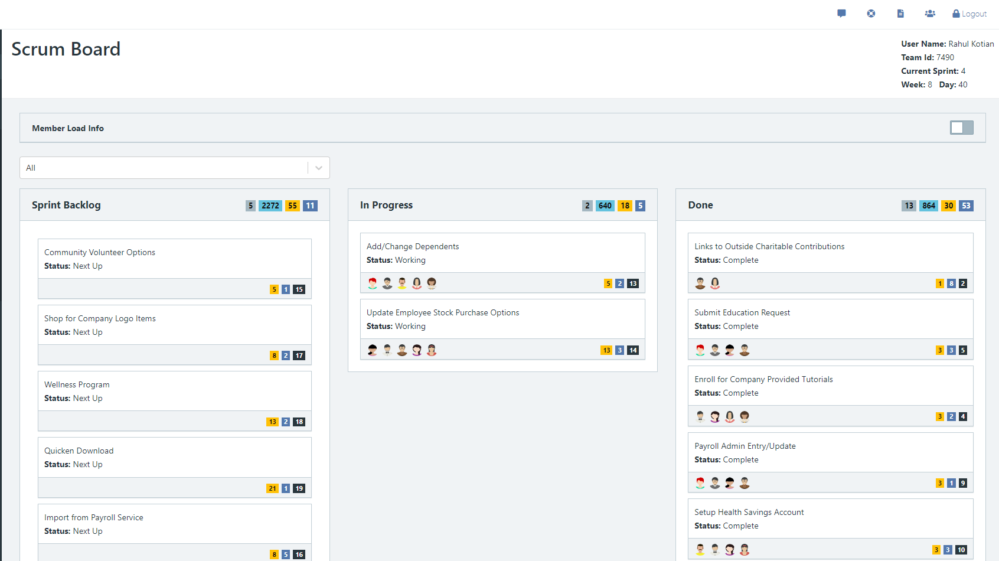 Logout
Scrum Board
User Name: Rahul Kotian
Team Id: 7490
Current Sprint: 4
Week: 8 Day: 40
Member Load Info
All
Sprint Backlog 5 2272 55 11
Community Volunteer Options
Status: Next Up
5 1 15
Shop for Company Logo Items
Status: Next Up
8 2 17
Wellness Program
Status: Next Up
13 2 18
Quicken Download
Status: Next Up
21 1 19
Import from Payroll Service
Status: Next Up
8 5 16
In Progress 2 640 18 5
Add/Change Dependents
Status: Working
5 2 13
Update Employee Stock Purchase Options
Status: Working
13 3 14
Done 13 864 30 53
Links to Outside Charitable Contributions
Status: Complete
1 8 2
Submit Education Request
Status: Complete
3 3 5
Enroll for Company Provided Tutorials
Status: Complete
3 2 4
Payroll Admin Entry/Update
Status: Complete
3 1 9
Setup Health Savings Account
Status: Complete
3 3 10